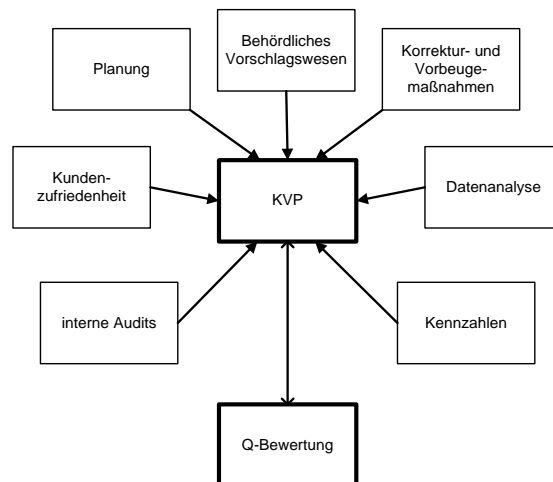 Behördliches
Vorschlagswesen
Korrektur- und
Vorbeuge-
maßnahmen
Planung
Kunden-
zufriedenheit
KVP
Datenanalyse
interne Audits
Kennzahlen
Q-Bewertung